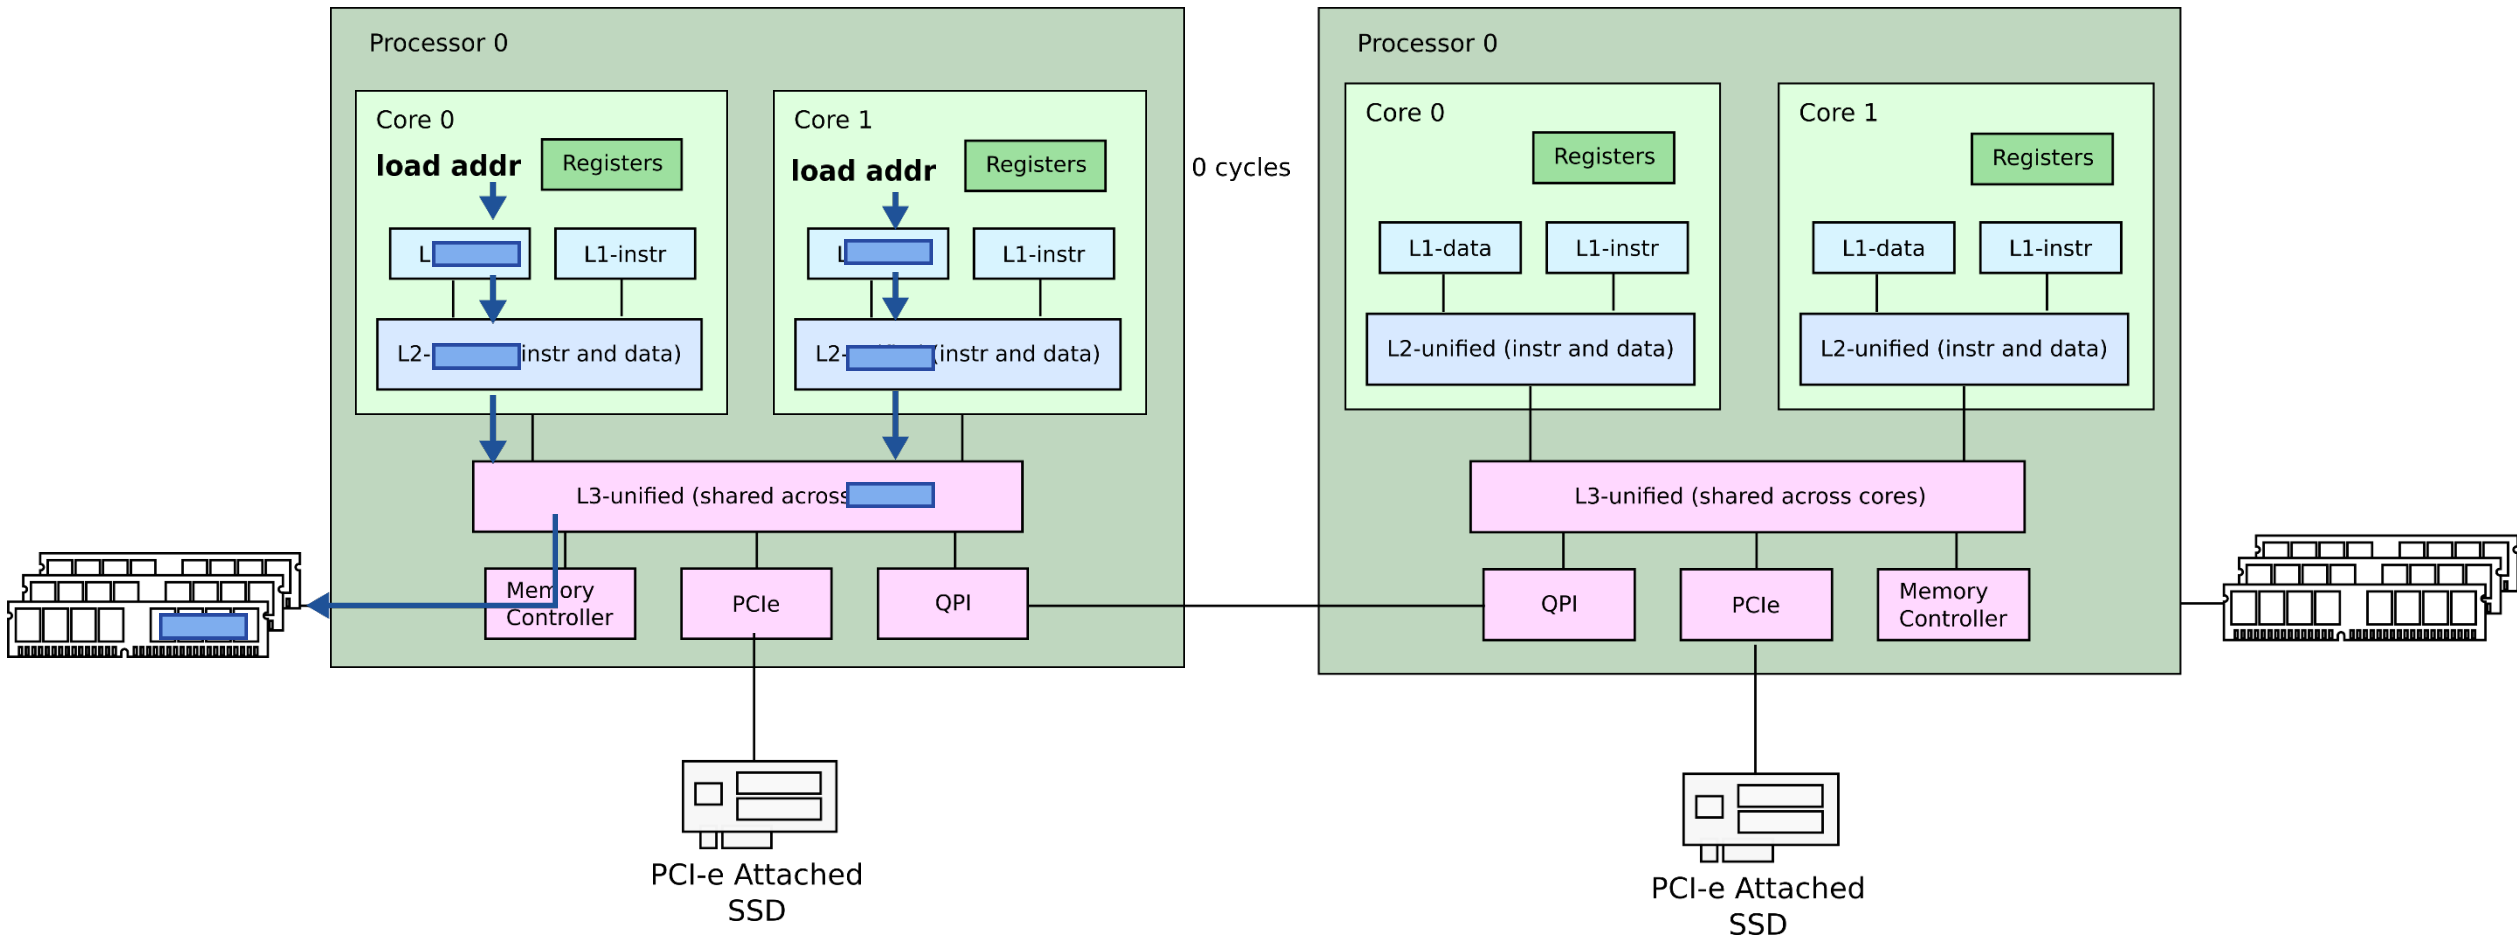 Processor 0
Core 0
load addr
Registers
L
L1-instr
L2-
instr and data)
Core 1
load addr
Registers
L
L1-instr
L2-
(instr and data)
L3-unified (shared across
Memory
Controller
PCIe
QPI
PCI-e Attached
SSD
0 cycles
Processor 0
Core 0
Registers
L1-data
L1-instr
L2-unified (instr and data)
Core 1
Registers
L1-data
L1-instr
L2-unified (instr and data)
L3-unified (shared across cores)
QPI
PCIe
Memory
Controller
PCI-e Attached
SSD